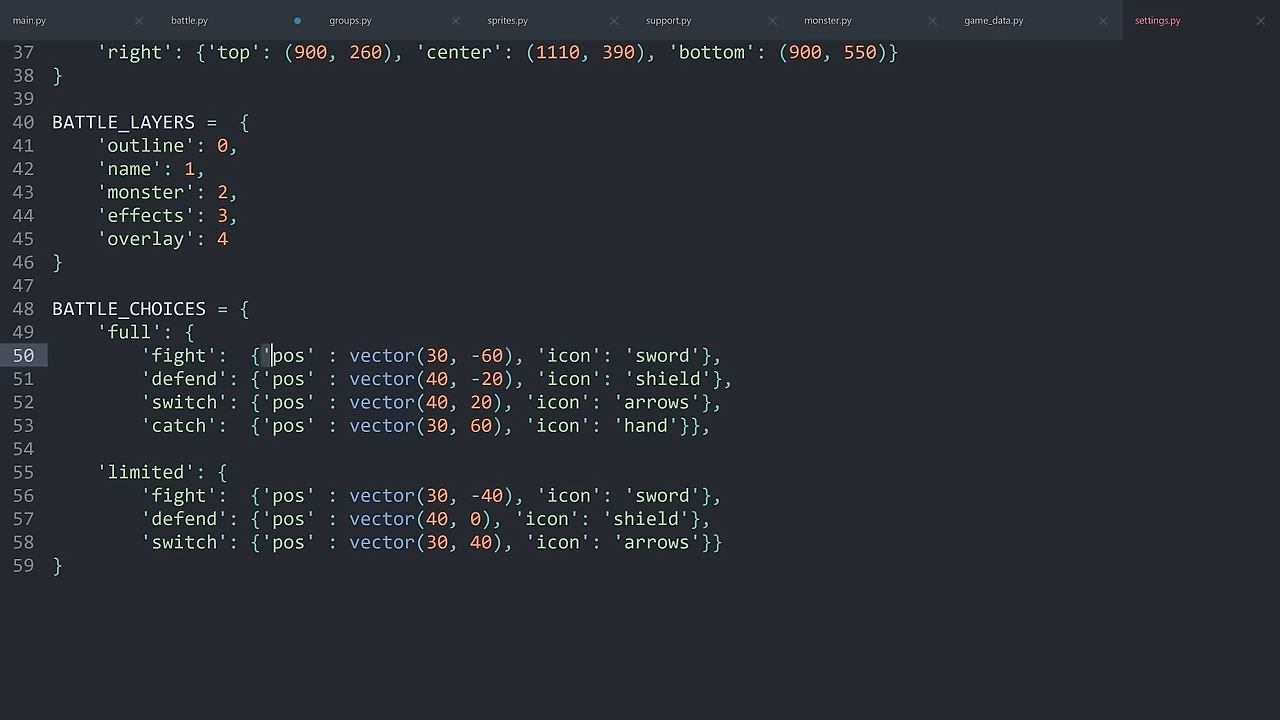 main.py battle.py groups.py sprites.py support.py monster.py game_data.py settings.py
37     'right': {'top': (900, 260), 'center': (1110, 390), 'bottom': (900, 550)}
38 }
39
40 BATTLE_LAYERS =  {
41     'outline': 0,
42     'name': 1,
43     'monster': 2,
44     'effects': 3,
45     'overlay': 4
46 }
47
48 BATTLE_CHOICES = {
49     'full': {
50         'fight':  {'pos' : vector(30, -60), 'icon': 'sword'},
51         'defend': {'pos' : vector(40, -20), 'icon': 'shield'},
52         'switch': {'pos' : vector(40, 20), 'icon': 'arrows'},
53         'catch':  {'pos' : vector(30, 60), 'icon': 'hand'}},
54
55     'limited': {
56         'fight':  {'pos' : vector(30, -40), 'icon': 'sword'},
57         'defend': {'pos' : vector(40, 0), 'icon': 'shield'},
58         'switch': {'pos' : vector(30, 40), 'icon': 'arrows'}}
59 }